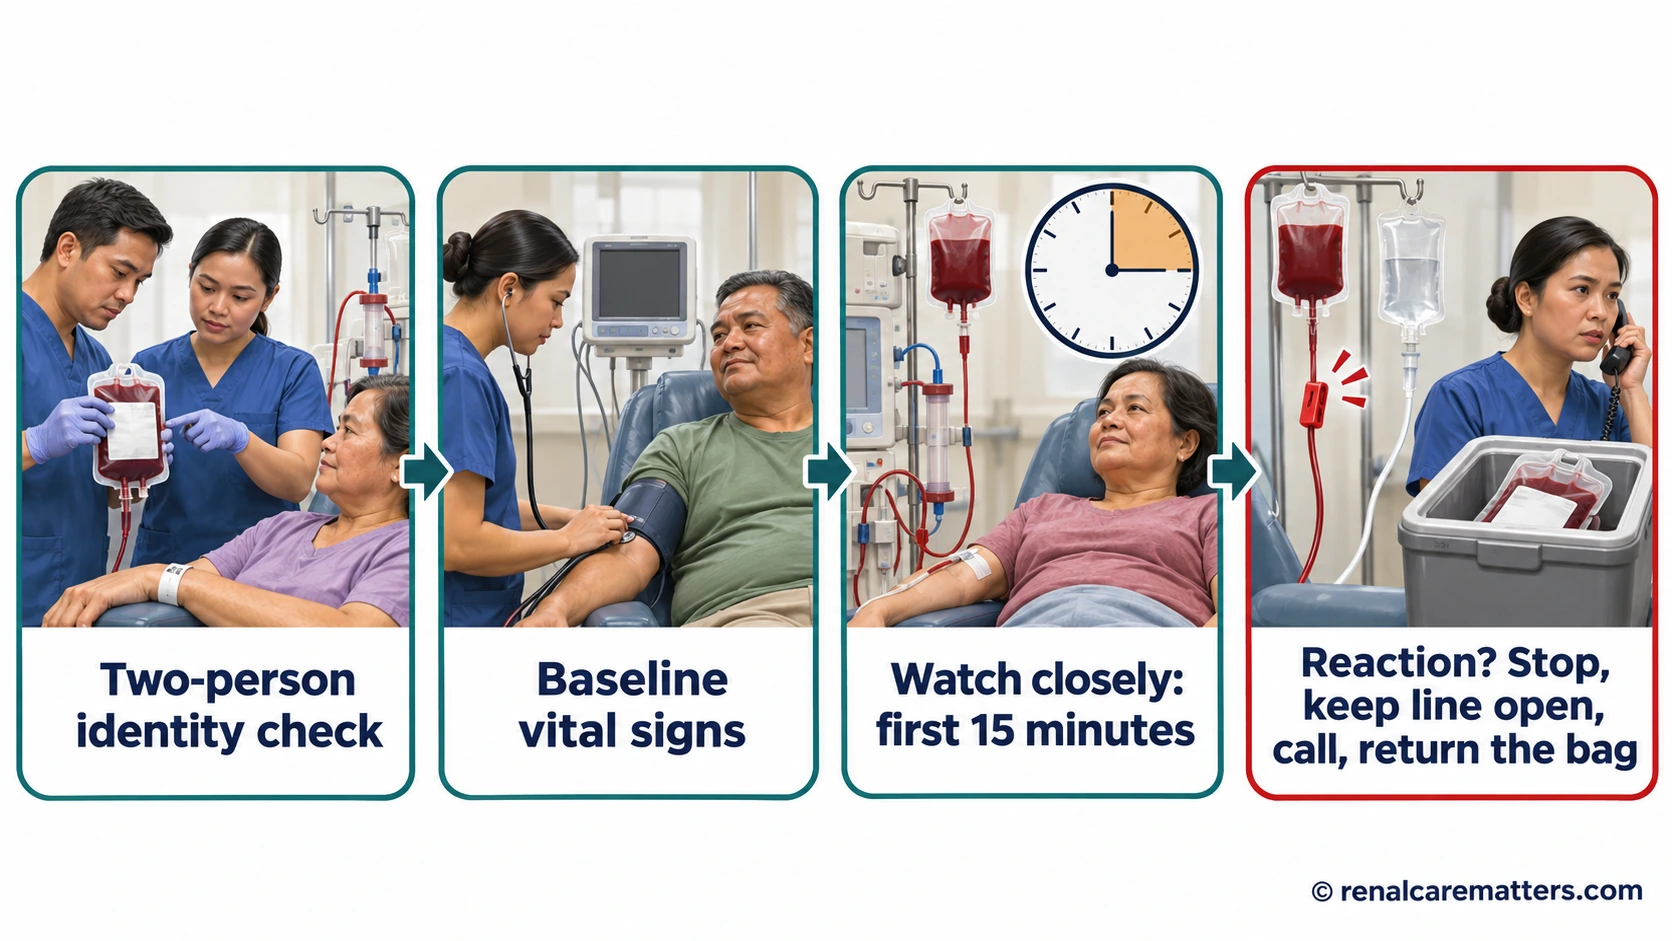 Two-person
identity check
Baseline
vital signs
Watch closely:
first 15 minutes
Reaction? Stop,
keep line open,
call, return the bag
© renalcarematters.com